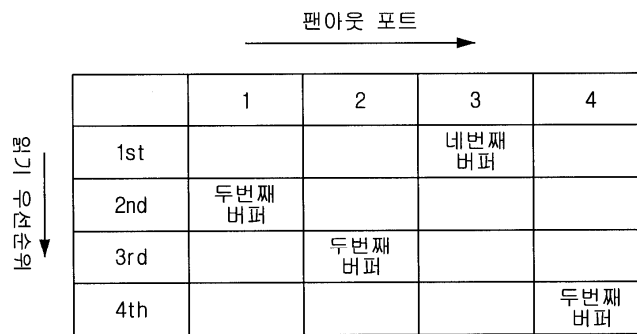 팬아웃 포트
1 2 3 4
읽기 우선순위
1st 네번째 버퍼
2nd 두번째 버퍼
3rd 두번째 버퍼
4th 두번째 버퍼